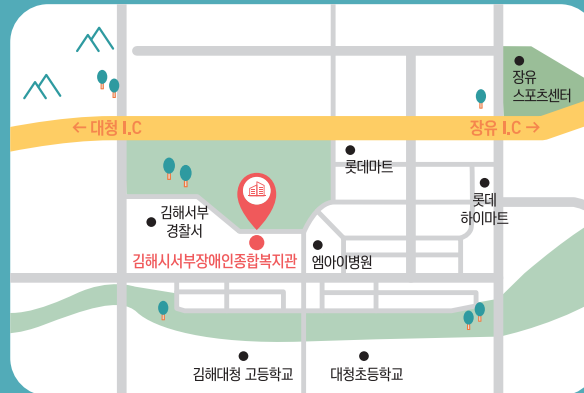 장유
스포츠센터
← 대청 I.C
장유 I.C →
롯데마트
롯데
하이마트
김해서부
경찰서
김해시서부장애인종합복지관
엠아이병원
김해대청 고등학교
대청초등학교